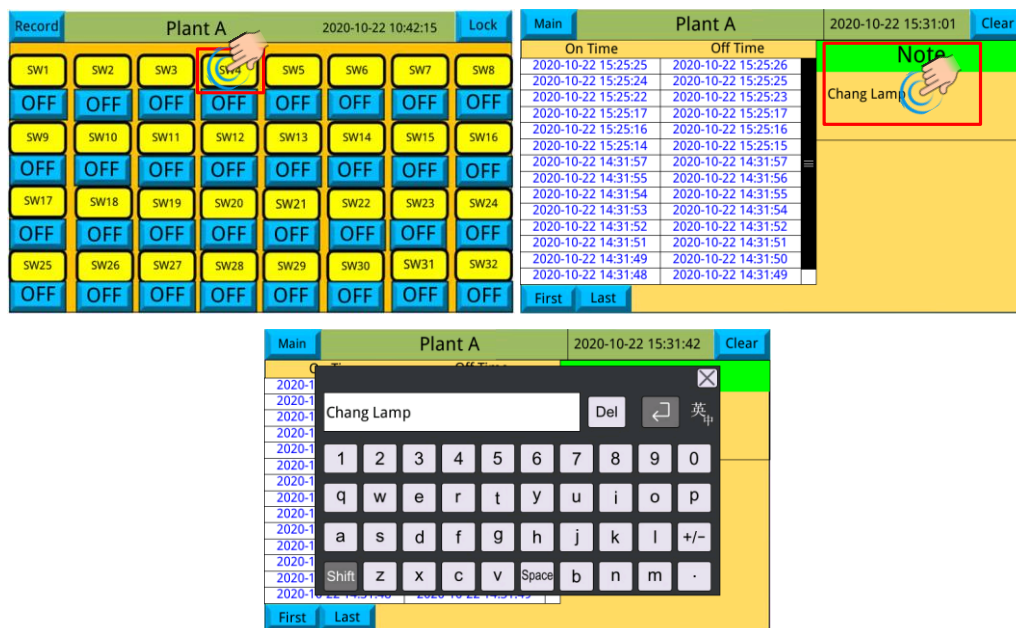 Record Plant A 2020-10-22 10:42:15 Lock
SW1 SW2 SW3 SW4 SW5 SW6 SW7 SW8
OFF OFF OFF OFF OFF OFF OFF OFF
SW9 SW10 SW11 SW12 SW13 SW14 SW15 SW16
OFF OFF OFF OFF OFF OFF OFF OFF
SW17 SW18 SW19 SW20 SW21 SW22 SW23 SW24
OFF OFF OFF OFF OFF OFF OFF OFF
SW25 SW26 SW27 SW28 SW29 SW30 SW31 SW32
OFF OFF OFF OFF OFF OFF OFF OFF
Main Plant A 2020-10-22 15:31:01 Clear
On Time Off Time Note
2020-10-22 15:25:25 2020-10-22 15:25:26
2020-10-22 15:25:24 2020-10-22 15:25:25
2020-10-22 15:25:22 2020-10-22 15:25:23
2020-10-22 15:25:17 2020-10-22 15:25:17
2020-10-22 15:25:16 2020-10-22 15:25:16
2020-10-22 15:25:14 2020-10-22 15:25:15
2020-10-22 14:31:57 2020-10-22 14:31:57
2020-10-22 14:31:55 2020-10-22 14:31:56
2020-10-22 14:31:54 2020-10-22 14:31:55
2020-10-22 14:31:53 2020-10-22 14:31:54
2020-10-22 14:31:52 2020-10-22 14:31:52
2020-10-22 14:31:51 2020-10-22 14:31:51
2020-10-22 14:31:49 2020-10-22 14:31:50
2020-10-22 14:31:48 2020-10-22 14:31:49
Chang Lamp
First Last
Main Plant A 2020-10-22 15:31:42 Clear
Chang Lamp Del 英中
1 2 3 4 5 6 7 8 9 0
q w e r t y u i o p
a s d f g h j k l +/-
Shift z x c v Space b n m .
First Last